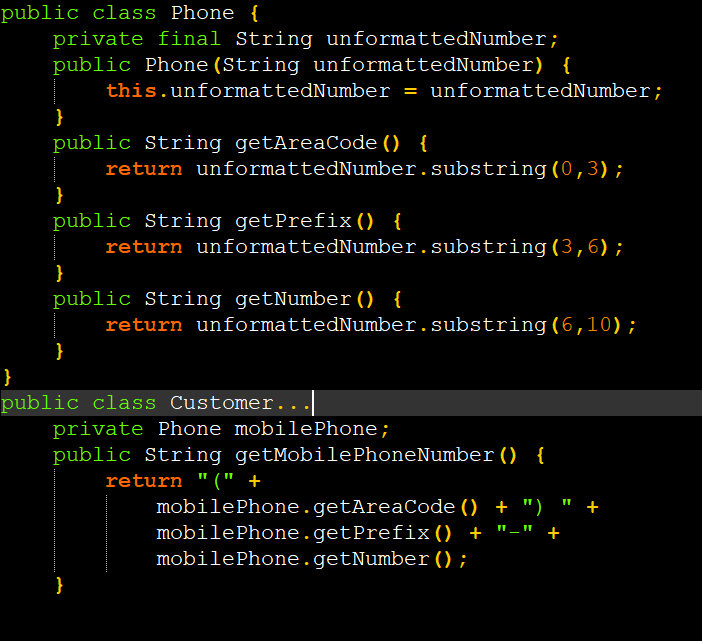 public class Phone {
    private final String unformattedNumber;
    public Phone(String unformattedNumber) {
        this.unformattedNumber = unformattedNumber;
    }
    public String getAreaCode() {
        return unformattedNumber.substring(0,3);
    }
    public String getPrefix() {
        return unformattedNumber.substring(3,6);
    }
    public String getNumber() {
        return unformattedNumber.substring(6,10);
    }
}
public class Customer...
    private Phone mobilePhone;
    public String getMobilePhoneNumber() {
        return "(" +
            mobilePhone.getAreaCode() + ") " +
            mobilePhone.getPrefix() + "-" +
            mobilePhone.getNumber();
    }